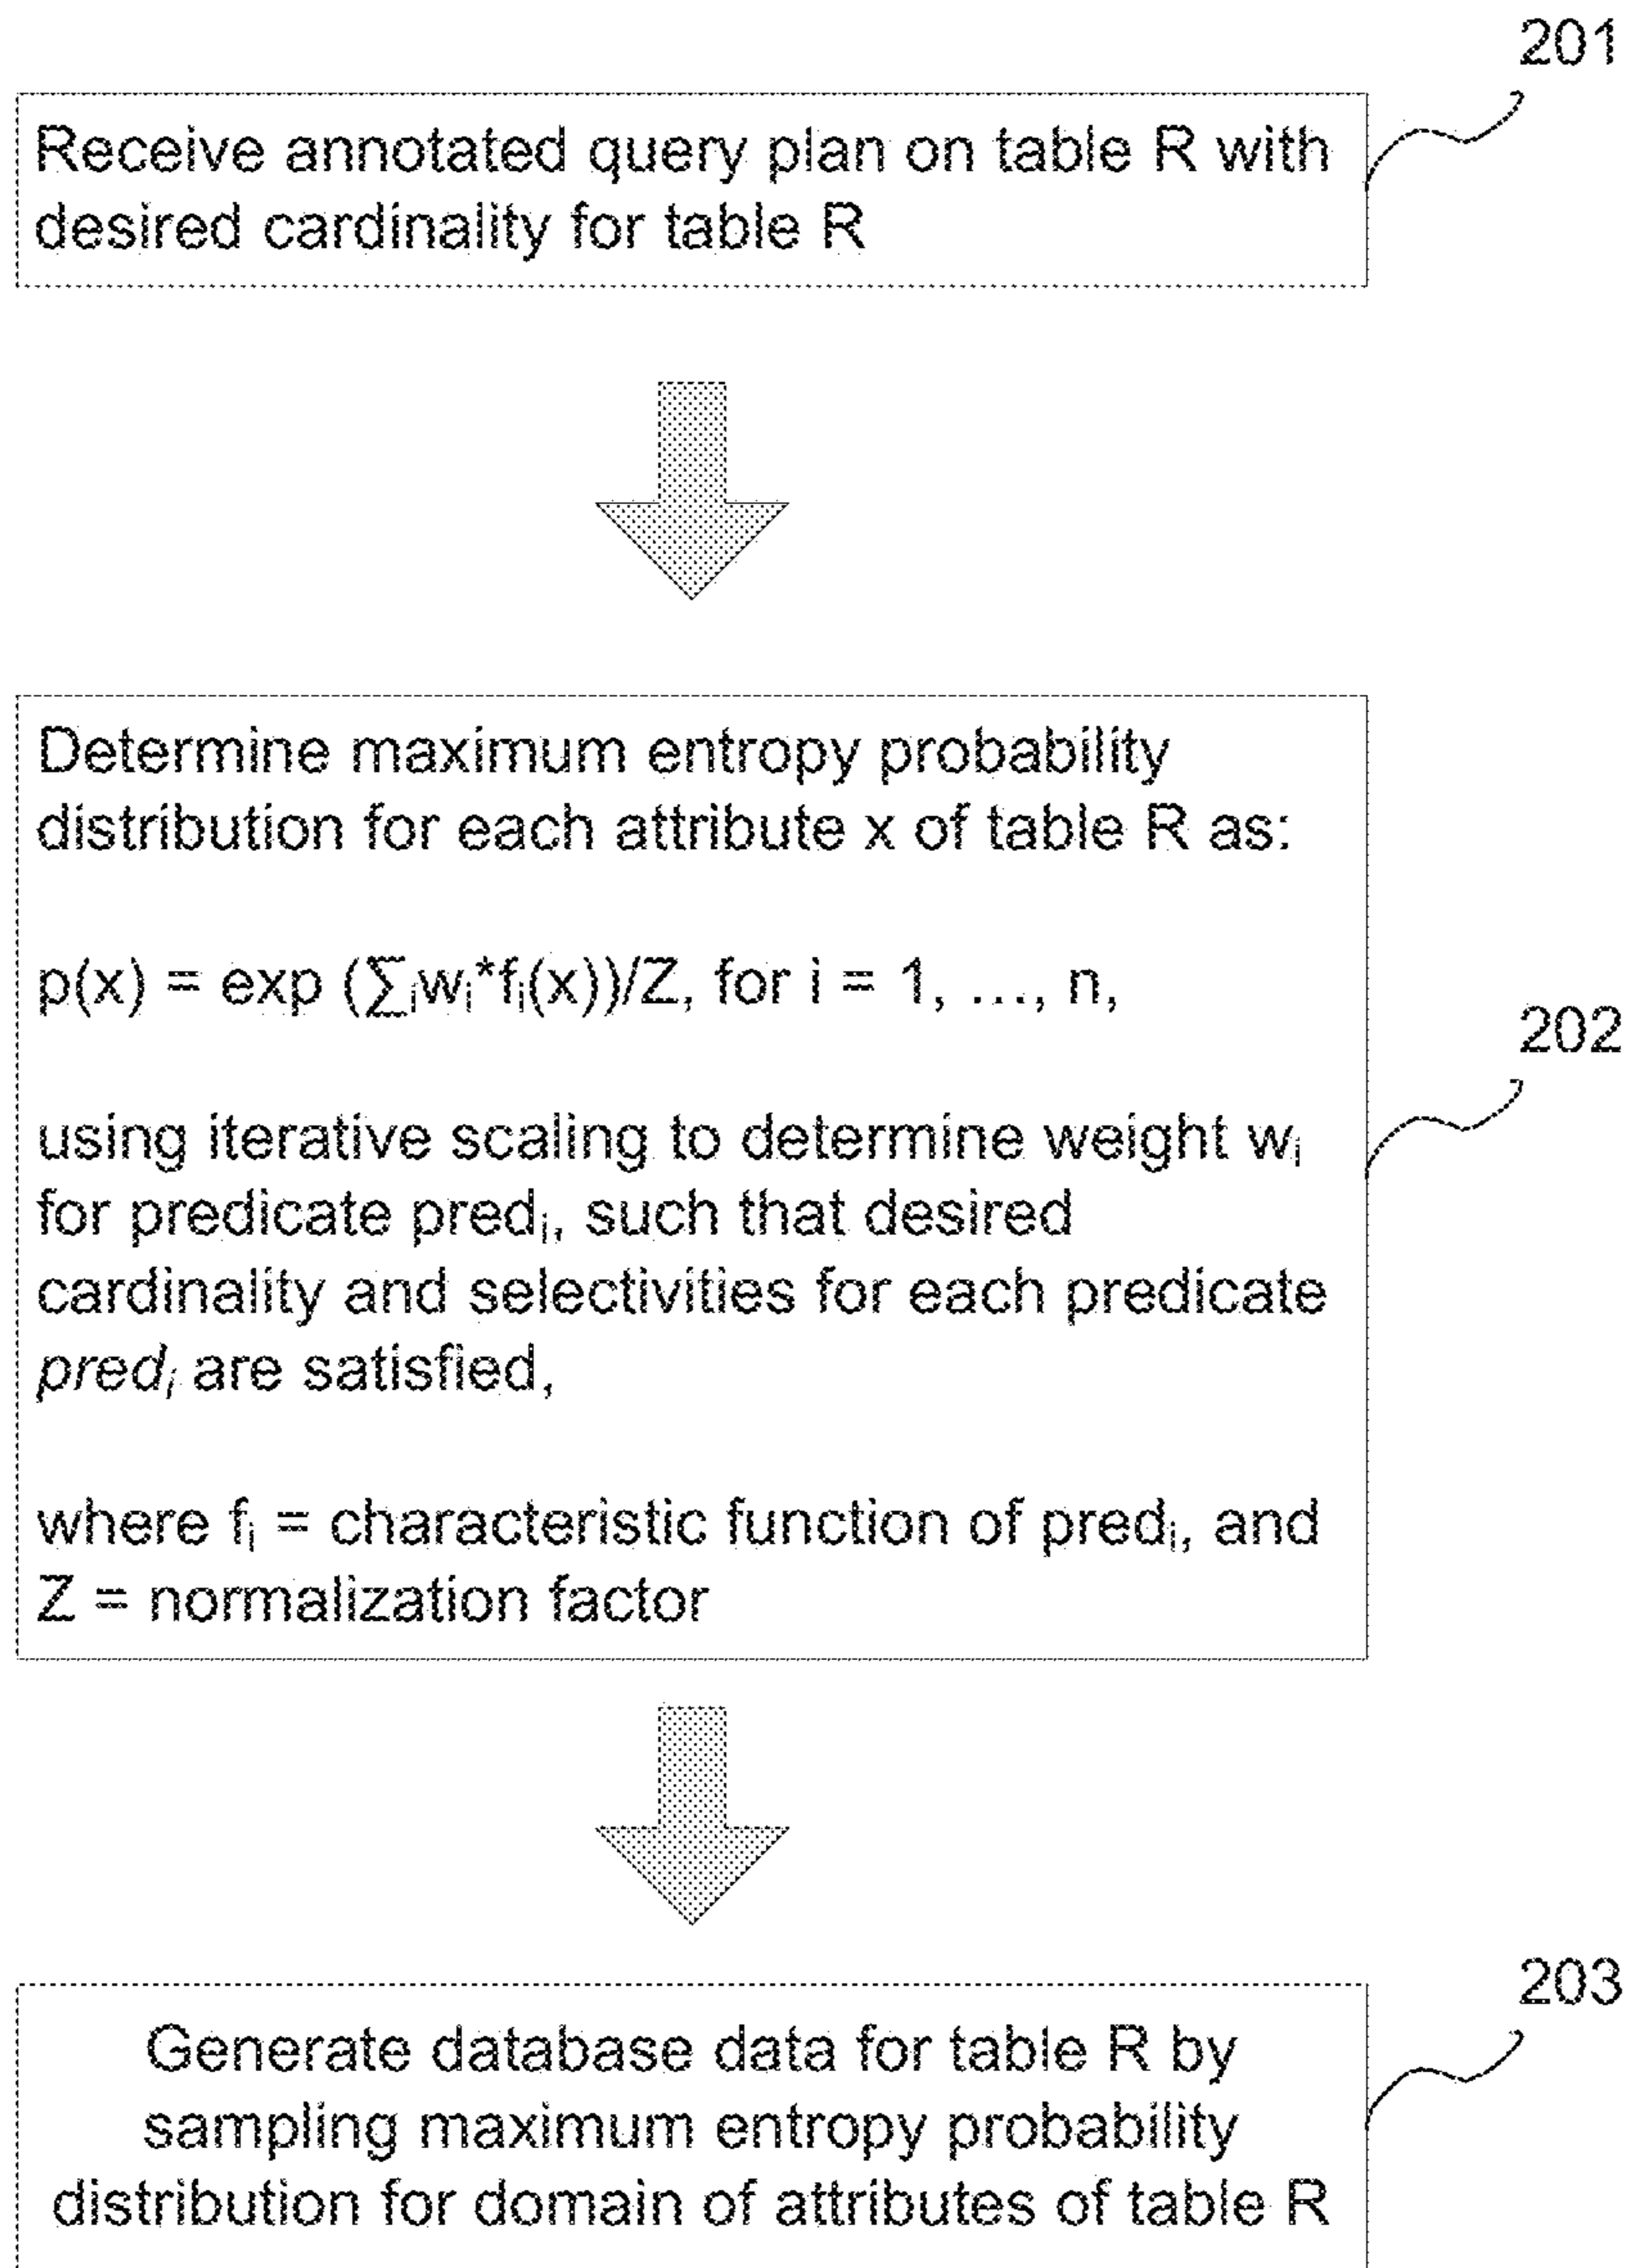 201
Receive annotated query plan on table R with
desired cardinality for table R
Determine maximum entropy probability
distribution for each attribute x of table R as:
p(x) = exp (∑ᵢwᵢ*fᵢ(x))/Z, for i = 1, ..., n,
202
using iterative scaling to determine weight wᵢ
for predicate predᵢ, such that desired
cardinality and selectivities for each predicate
predᵢ are satisfied,
where fᵢ = characteristic function of predᵢ, and
Z = normalization factor
203
Generate database data for table R by
sampling maximum entropy probability
distribution for domain of attributes of table R